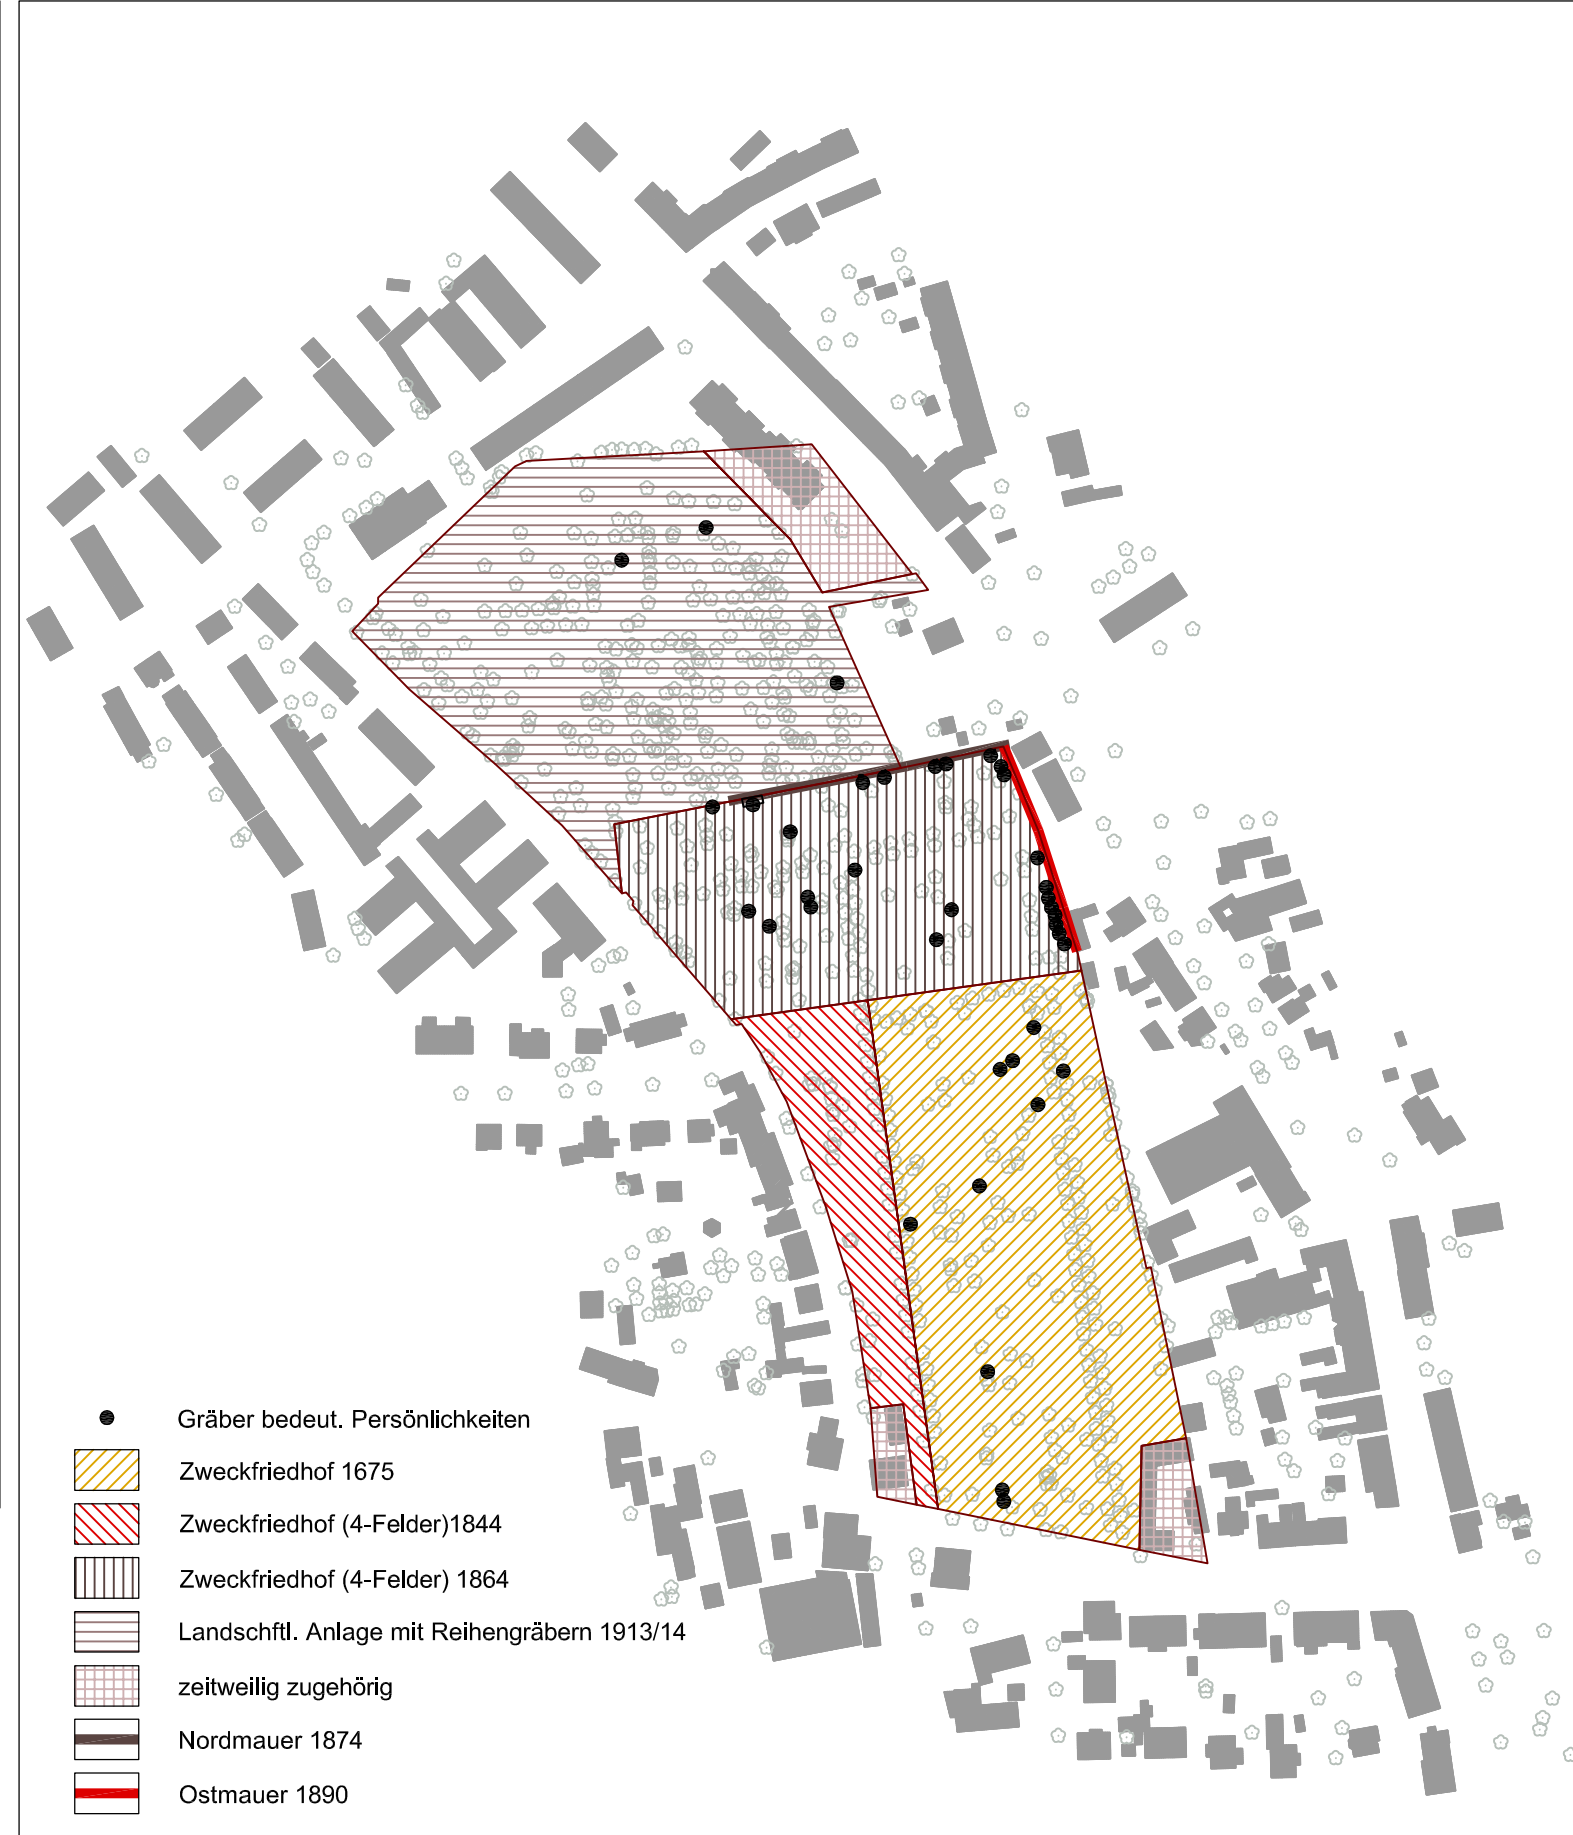 Gräber bedeut. Persönlichkeiten
Zweckfriedhof 1675
Zweckfriedhof (4-Felder)1844
Zweckfriedhof (4-Felder) 1864
Landschftl. Anlage mit Reihengräbern 1913/14
zeitweilig zugehörig
Nordmauer 1874
Ostmauer 1890